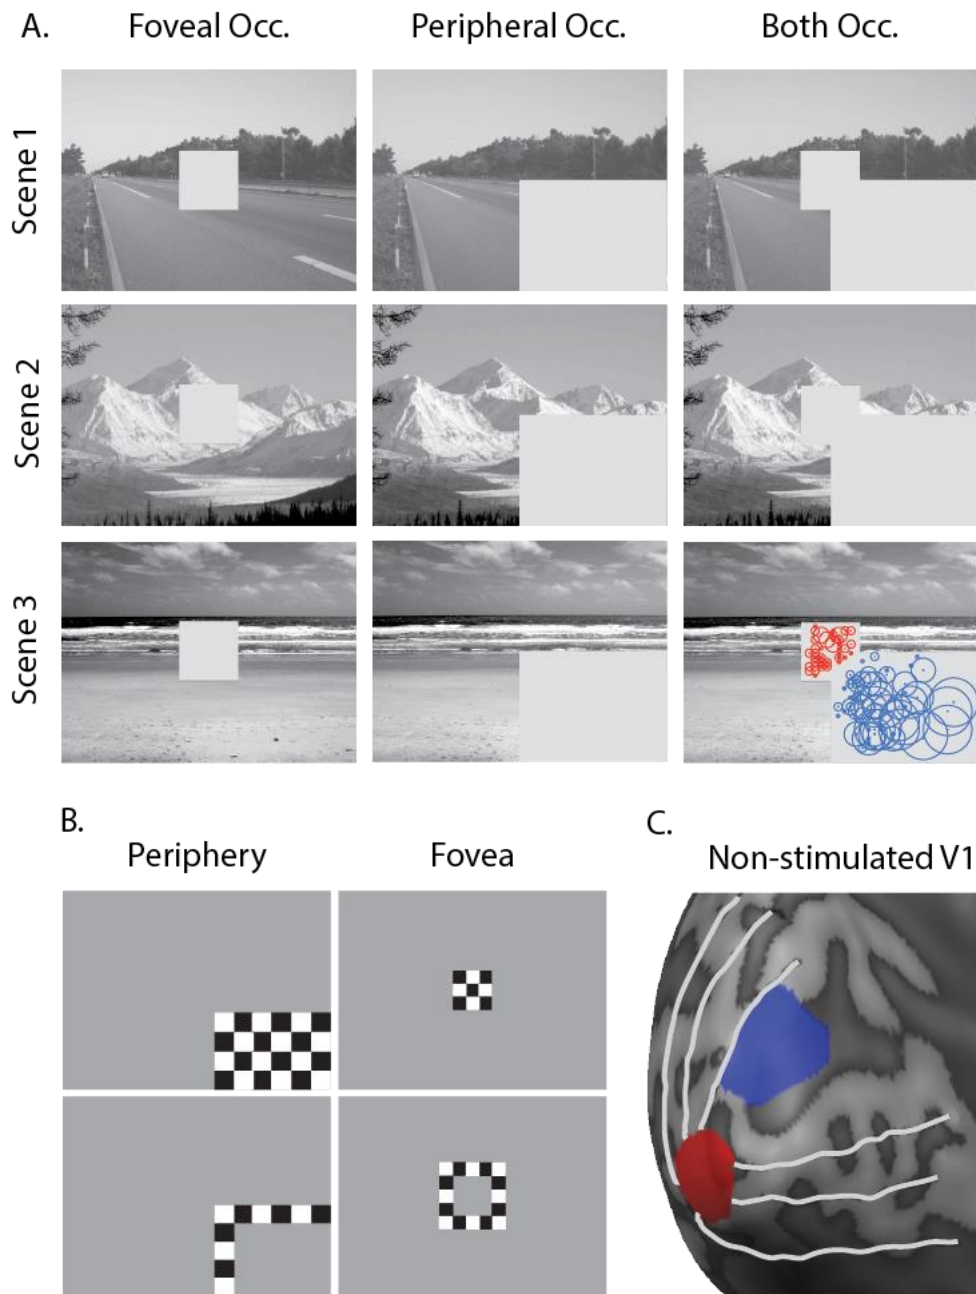 A.
Foveal Occ.
Peripheral Occ.
Both Occ.
Scene 1
Scene 2
Scene 3
B.
Periphery
Fovea
C.
Non-stimulated V1